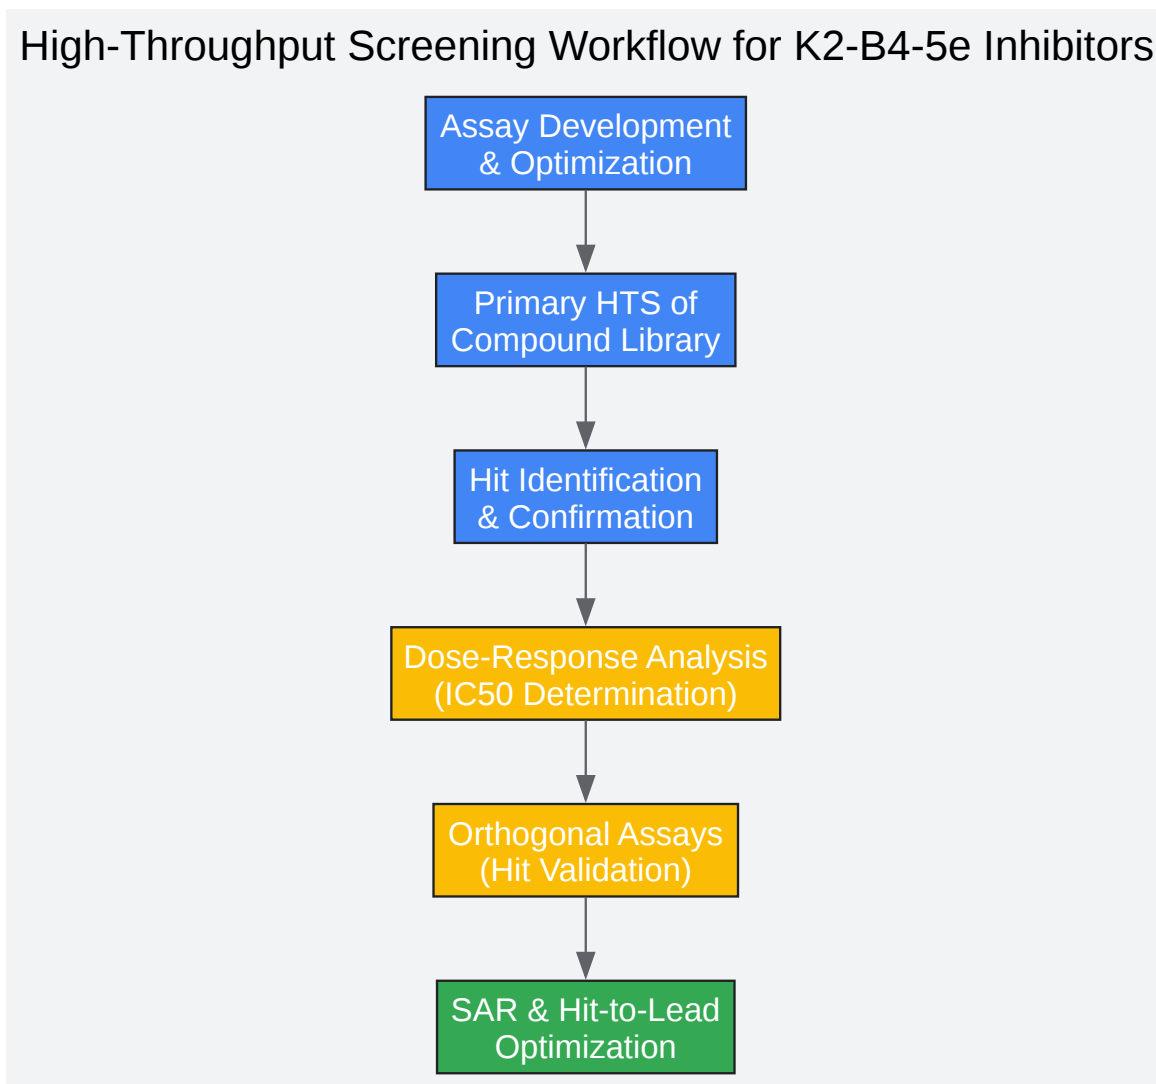 High-Throughput Screening Workflow for K2-B4-5e Inhibitors
Assay Development
& Optimization
Primary HTS of
Compound Library
Hit Identification
& Confirmation
Dose-Response Analysis
(IC50 Determination)
Orthogonal Assays
(Hit Validation)
SAR & Hit-to-Lead
Optimization